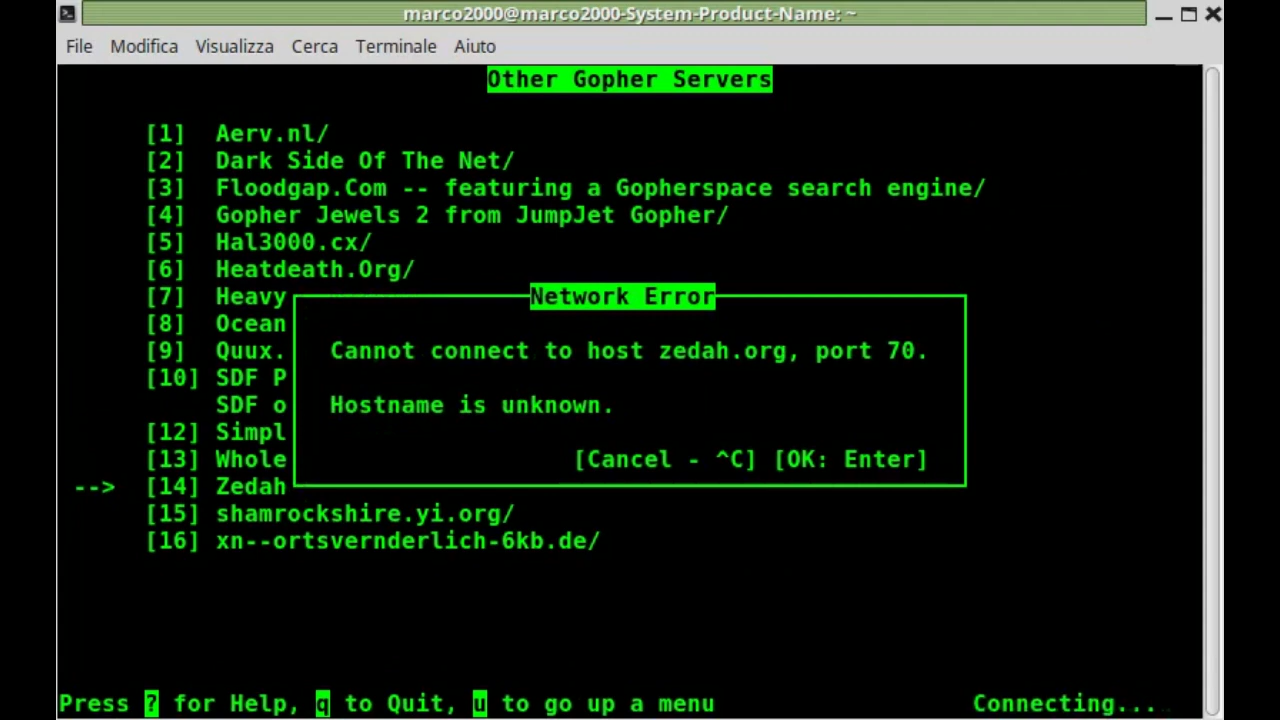 marco2000@marco2000-System-Product-Name: ~
File Modifica Visualizza Cerca Terminale Aiuto
Other Gopher Servers
[1] Aerv.nl/
[2] Dark Side Of The Net/
[3] Floodgap.Com -- featuring a Gopherspace search engine/
[4] Gopher Jewels 2 from JumpJet Gopher/
[5] Hal3000.cx/
[6] Heatdeath.Org/
[7] Heavy
Network Error
[8] Ocean
[9] Quux.
Cannot connect to host zedah.org, port 70.
[10] SDF P
SDF o
Hostname is unknown.
[12] Simpl
[13] Whole
[Cancel - ^C] [OK: Enter]
--> [14] Zedah
[15] shamrockshire.yi.org/
[16] xn--ortsvernderlich-6kb.de/
Press ? for Help, q to Quit, u to go up a menu
Connecting...